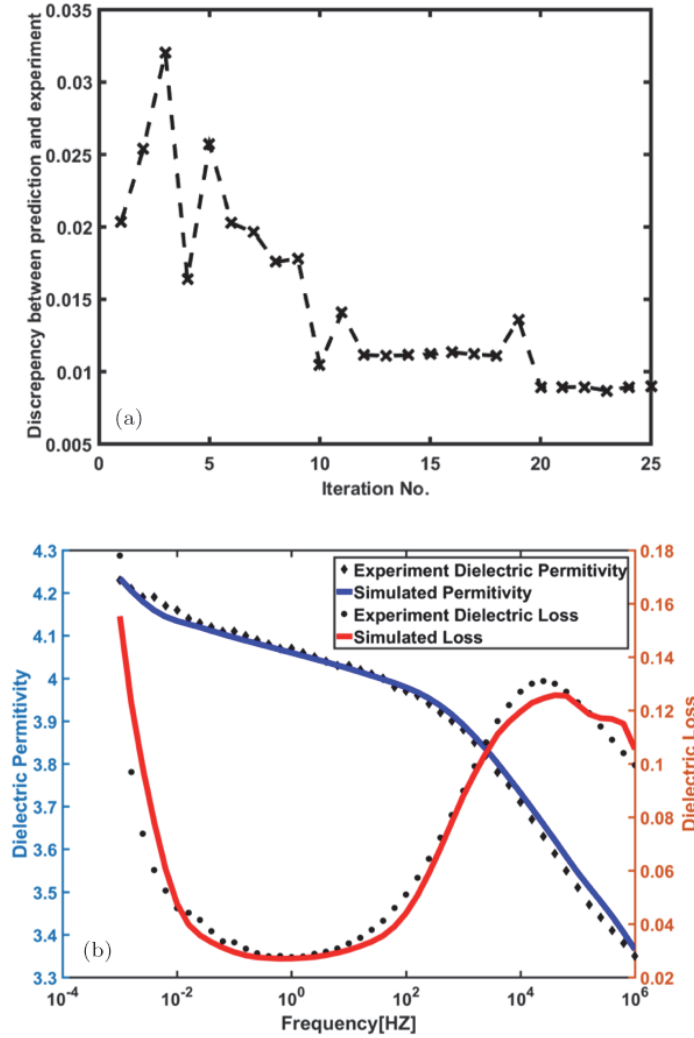 0.035
0.03
0.025
0.02
0.015
0.01
0.005
Discrepency between prediction and experiment
(a)
0 5 10 15 20 25
Iteration No.
4.3
4.2
4.1
4
3.9
3.8
3.7
3.6
3.5
3.4
3.3
Dielectric Permitivity
Experiment Dielectric Permitivity
Simulated Permitivity
Experiment Dielectric Loss
Simulated Loss
0.18
0.16
0.14
0.12
0.1
0.08
0.06
0.04
0.02
Dielectric Loss
(b)
10^-4 10^-2 10^0 10^2 10^4 10^6
Frequency[HZ]